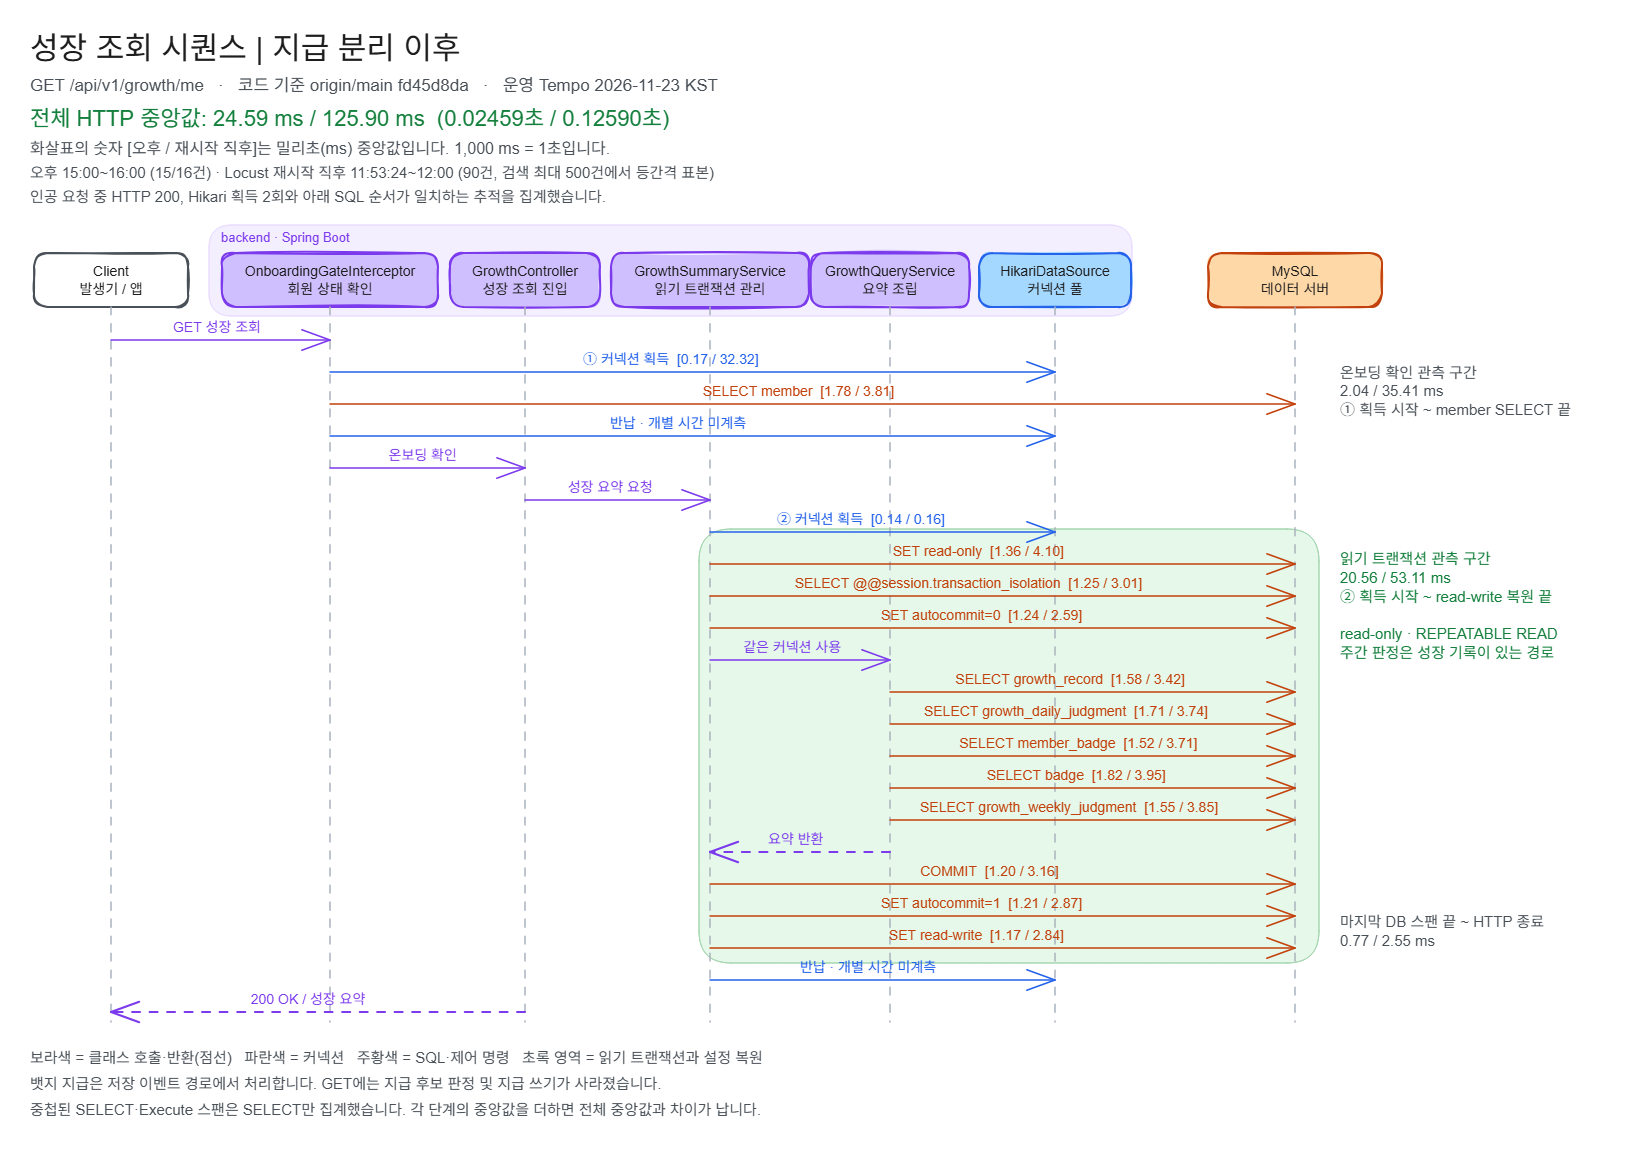 성장 조회 시퀀스 | 지급 분리 이후
GET /api/v1/growth/me · 코드 기준 origin/main fd45d8da · 운영 Tempo 2026-11-23 KST
전체 HTTP 중앙값: 24.59 ms / 125.90 ms (0.02459초 / 0.12590초)
화살표의 숫자 [오후 / 재시작 직후]는 밀리초(ms) 중앙값입니다. 1,000 ms = 1초입니다.
오후 15:00~16:00 (15/16건) · Locust 재시작 직후 11:53:24~12:00 (90건, 검색 최대 500건에서 등간격 표본)
인공 요청 중 HTTP 200, Hikari 획득 2회와 아래 SQL 순서가 일치하는 추적을 집계했습니다.
backend · Spring Boot
Client
발생기 / 앱
OnboardingGateInterceptor
회원 상태 확인
GrowthController
성장 조회 진입
GrowthSummaryService
읽기 트랜잭션 관리
GrowthQueryService
요약 조립
HikariDataSource
커넥션 풀
MySQL
데이터 서버
GET 성장 조회
① 커넥션 획득 [0.17 / 32.32]
SELECT member [1.78 / 3.81]
온보딩 확인 관측 구간
2.04 / 35.41 ms
① 획득 시작 ~ member SELECT 끝
반납 · 개별 시간 미계측
온보딩 확인
성장 요약 요청
② 커넥션 획득 [0.14 / 0.16]
SET read-only [1.36 / 4.10]
SELECT @@session.transaction_isolation [1.25 / 3.01]
SET autocommit=0 [1.24 / 2.59]
읽기 트랜잭션 관측 구간
20.56 / 53.11 ms
② 획득 시작 ~ read-write 복원 끝
read-only · REPEATABLE READ
주간 판정은 성장 기록이 있는 경로
같은 커넥션 사용
SELECT growth_record [1.58 / 3.42]
SELECT growth_daily_judgment [1.71 / 3.74]
SELECT member_badge [1.52 / 3.71]
SELECT badge [1.82 / 3.95]
SELECT growth_weekly_judgment [1.55 / 3.85]
요약 반환
COMMIT [1.20 / 3.16]
SET autocommit=1 [1.21 / 2.87]
SET read-write [1.17 / 2.84]
마지막 DB 스팬 끝 ~ HTTP 종료
0.77 / 2.55 ms
반납 · 개별 시간 미계측
200 OK / 성장 요약
보라색 = 클래스 호출·반환(점선) 파란색 = 커넥션 주황색 = SQL·제어 명령 초록 영역 = 읽기 트랜잭션과 설정 복원
뱃지 지급은 저장 이벤트 경로에서 처리합니다. GET에는 지급 후보 판정 및 지급 쓰기가 사라졌습니다.
중첩된 SELECT·Execute 스팬은 SELECT만 집계했습니다. 각 단계의 중앙값을 더하면 전체 중앙값과 차이가 납니다.